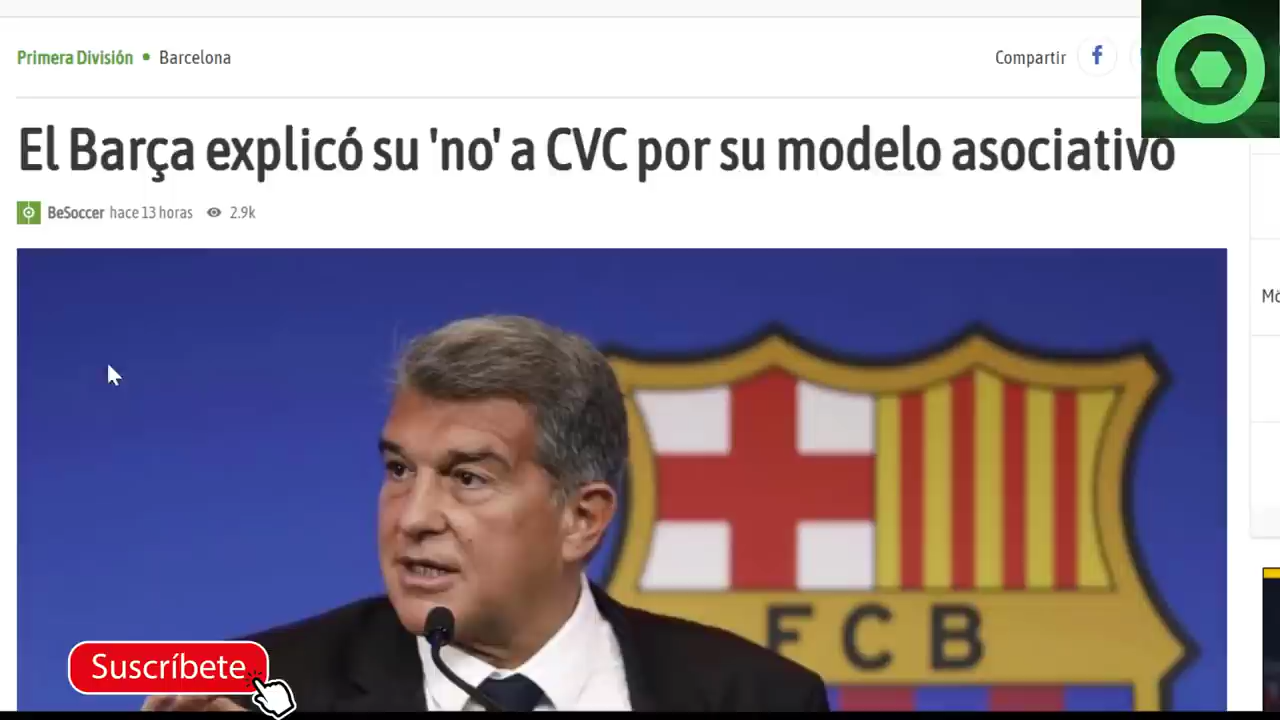 Primera División • Barcelona
Compartir
El Barça explicó su 'no' a CVC por su modelo asociativo
BeSoccer hace 13 horas 2.9k
FCB
Suscríbete